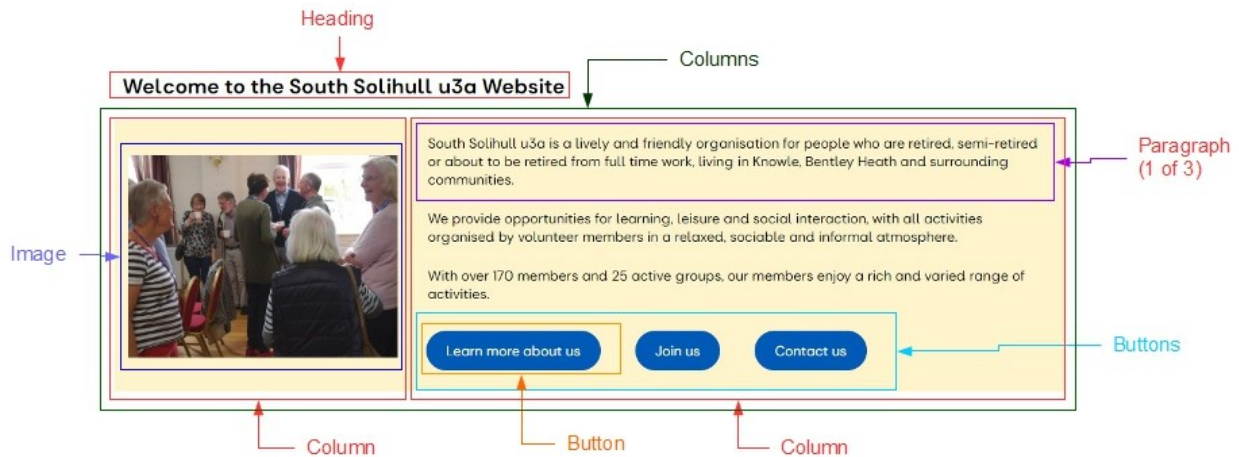 Heading
Columns
Welcome to the South Solihull u3a Website
South Solihull u3a is a lively and friendly organisation for people who are retired, semi-retired
or about to be retired from full time work, living in Knowle, Bentley Heath and surrounding
communities.
Paragraph
(1 of 3)
We provide opportunities for learning, leisure and social interaction, with all activities
organised by volunteer members in a relaxed, sociable and informal atmosphere.
Image
With over 170 members and 25 active groups, our members enjoy a rich and varied range of
activities.
Learn more about us
Join us
Contact us
Buttons
Column
Button
Column